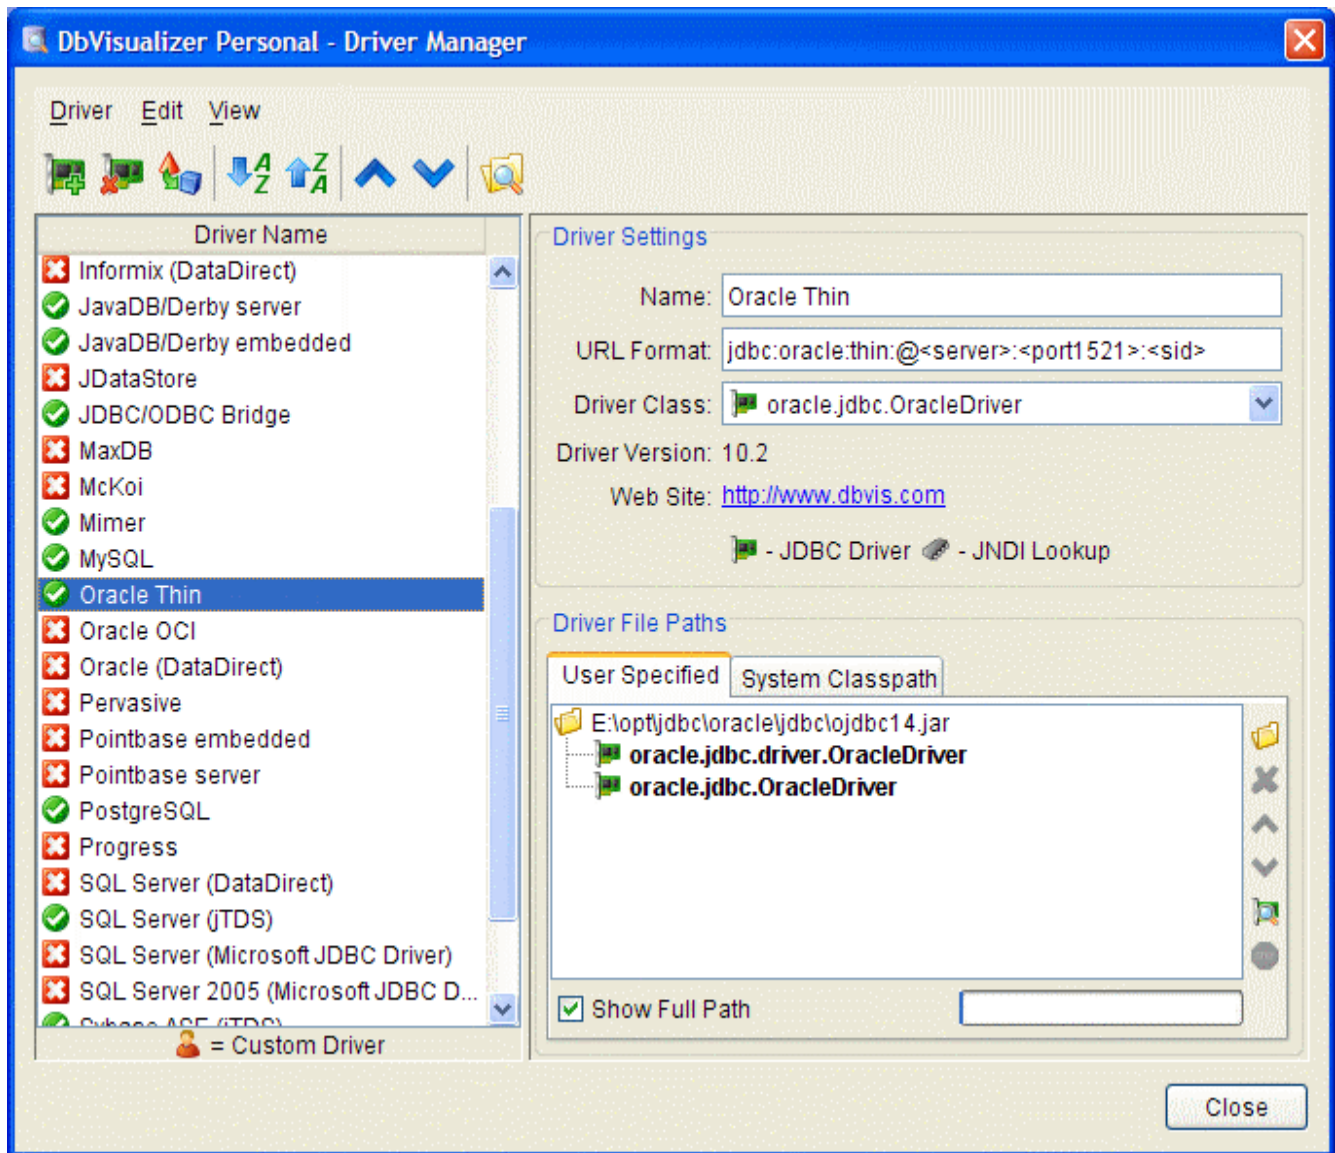 DbVisualizer Personal - Driver Manager
Driver Edit View
Driver Name
Informix (DataDirect)
JavaDB/Derby server
JavaDB/Derby embedded
JDataStore
JDBC/ODBC Bridge
MaxDB
McKoi
Mimer
MySQL
Oracle Thin
Oracle OCI
Oracle (DataDirect)
Pervasive
Pointbase embedded
Pointbase server
PostgreSQL
Progress
SQL Server (DataDirect)
SQL Server (jTDS)
SQL Server (Microsoft JDBC Driver)
SQL Server 2005 (Microsoft JDBC D...
Sybase ASE (jTDS)
= Custom Driver
Driver Settings
Name: Oracle Thin
URL Format: jdbc:oracle:thin:@<server>:<port1521>:<sid>
Driver Class: oracle.jdbc.OracleDriver
Driver Version: 10.2
Web Site: http://www.dbvis.com
- JDBC Driver - JNDI Lookup
Driver File Paths
User Specified System Classpath
E:\opt\jdbc\oracle\jdbc\ojdbc14.jar
oracle.jdbc.driver.OracleDriver
oracle.jdbc.OracleDriver
Show Full Path
Close